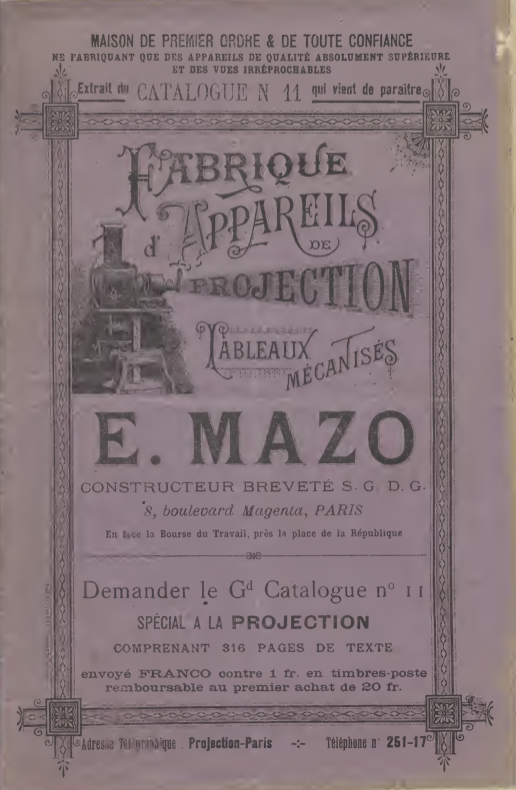 MAISON DE PREMIER ORDRE & DE TOUTE CONFIANCE
NE FABRIQUANT QUE DES APPAREILS DE QUALITÉ ABSOLUMENT SUPÉRIEURE
ET DES VUES IRRÉPROCHABLES
Extrait du CATALOGUE N 11 qui vient de paraître
FABRIQUE
d'APPAREILS
DE
PROJECTION
TABLEAUX
MÉCANISÉS
E. MAZO
CONSTRUCTEUR BREVETÉ S. G. D. G.
8, boulevard Magenta, PARIS
En face la Bourse du Travail, près la place de la République
Demander le Gd Catalogue no 11
SPÉCIAL A LA PROJECTION
COMPRENANT 316 PAGES DE TEXTE
envoyé FRANCO contre 1 fr. en timbres-poste
remboursable au premier achat de 20 fr.
Adresse Télégraphique : Projection-Paris -:- Téléphone n° 251-17